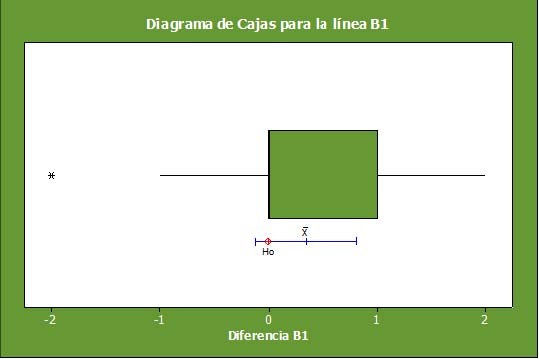 Diagrama de Cajas para la línea B1
X̄
Ho
-2 -1 0 1 2
Diferencia B1